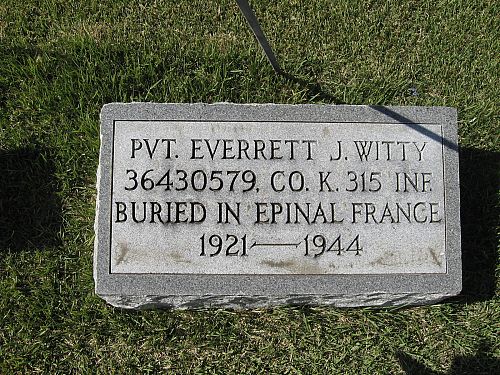 PVT. EVERRETT J. WITTY
36430579, CO. K. 315 INF.
BURIED IN EPINAL FRANCE
1921—1944